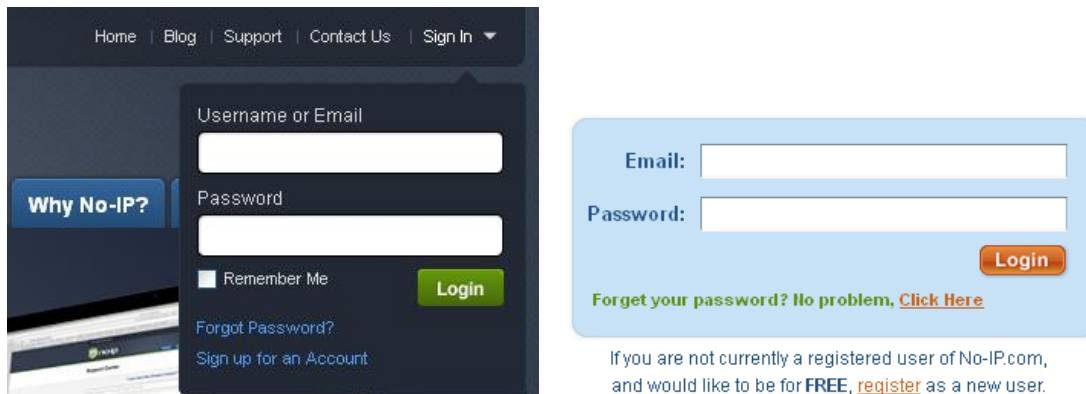 Home | Blog | Support | Contact Us | Sign In
Username or Email
Password
Why No-IP?
Remember Me
Login
Forgot Password?
Sign up for an Account
Email:
Password:
Login
Forget your password? No problem, Click Here
If you are not currently a registered user of No-IP.com,
and would like to be for FREE, register as a new user.